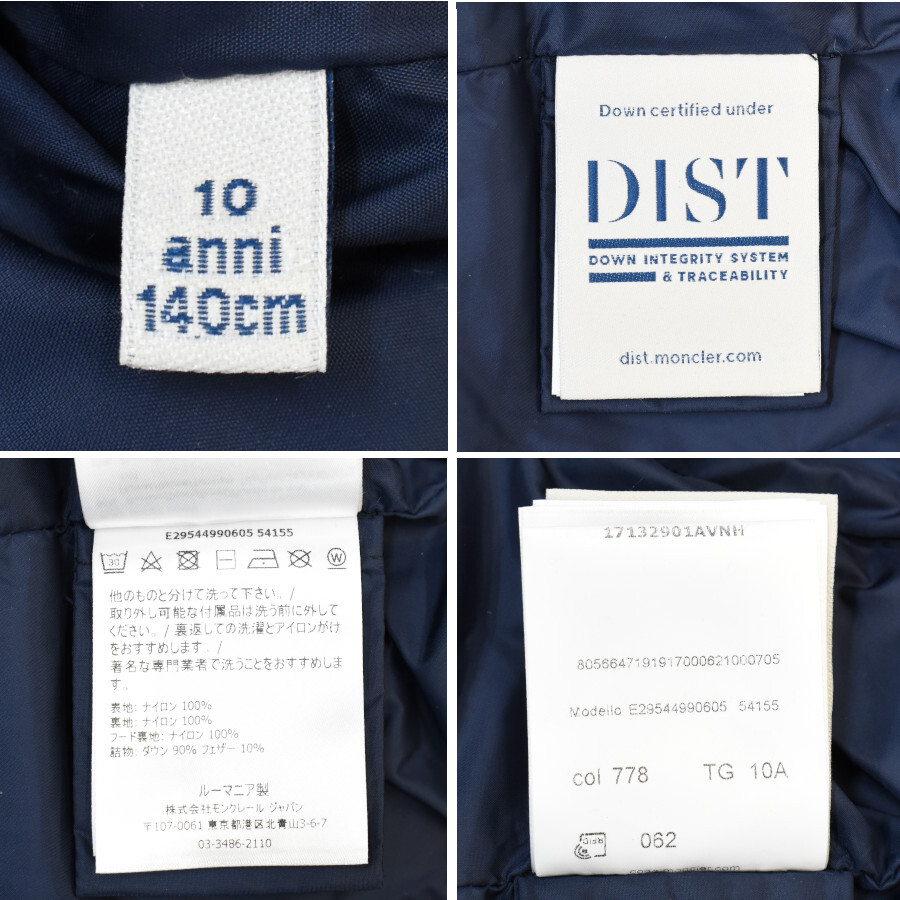 10
anni
140cm
Down certified under
DIST
DOWN INTEGRITY SYSTEM
& TRACEABILITY
dist.moncler.com
E29544990605 54155
30
W
他のものと分けて洗って下さい。/
取り外し可能な付属品は洗う前に外して
ください。/ 裏返しての洗濯とアイロンがけ
をおすすめします。/
著名な専門業者で洗うことをおすすめしま
す。
表地: ナイロン 100%
裏地: ナイロン 100%
フード裏地: ナイロン 100%
詰物: ダウン 90% フェザー 10%
ルーマニア製
株式会社モンクレール ジャパン
〒107-0061 東京都港区北青山3-6-7
03-3486-2110
17132901AVNH
8056647191917000621000705
Modello E29544990605 54155
col 778 TG 10A
062